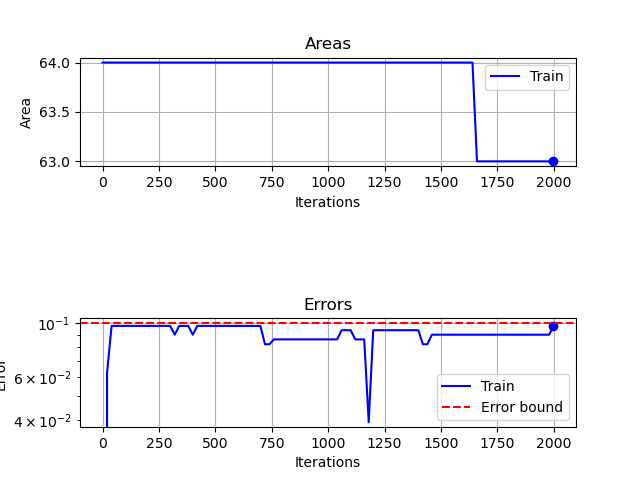 Areas
64.0
63.5
63.0
Area
Train
0 250 500 750 1000 1250 1500 1750 2000
Iterations
Errors
10⁻¹
6 × 10⁻²
4 × 10⁻²
Error
Train
Error bound
0 250 500 750 1000 1250 1500 1750 2000
Iterations